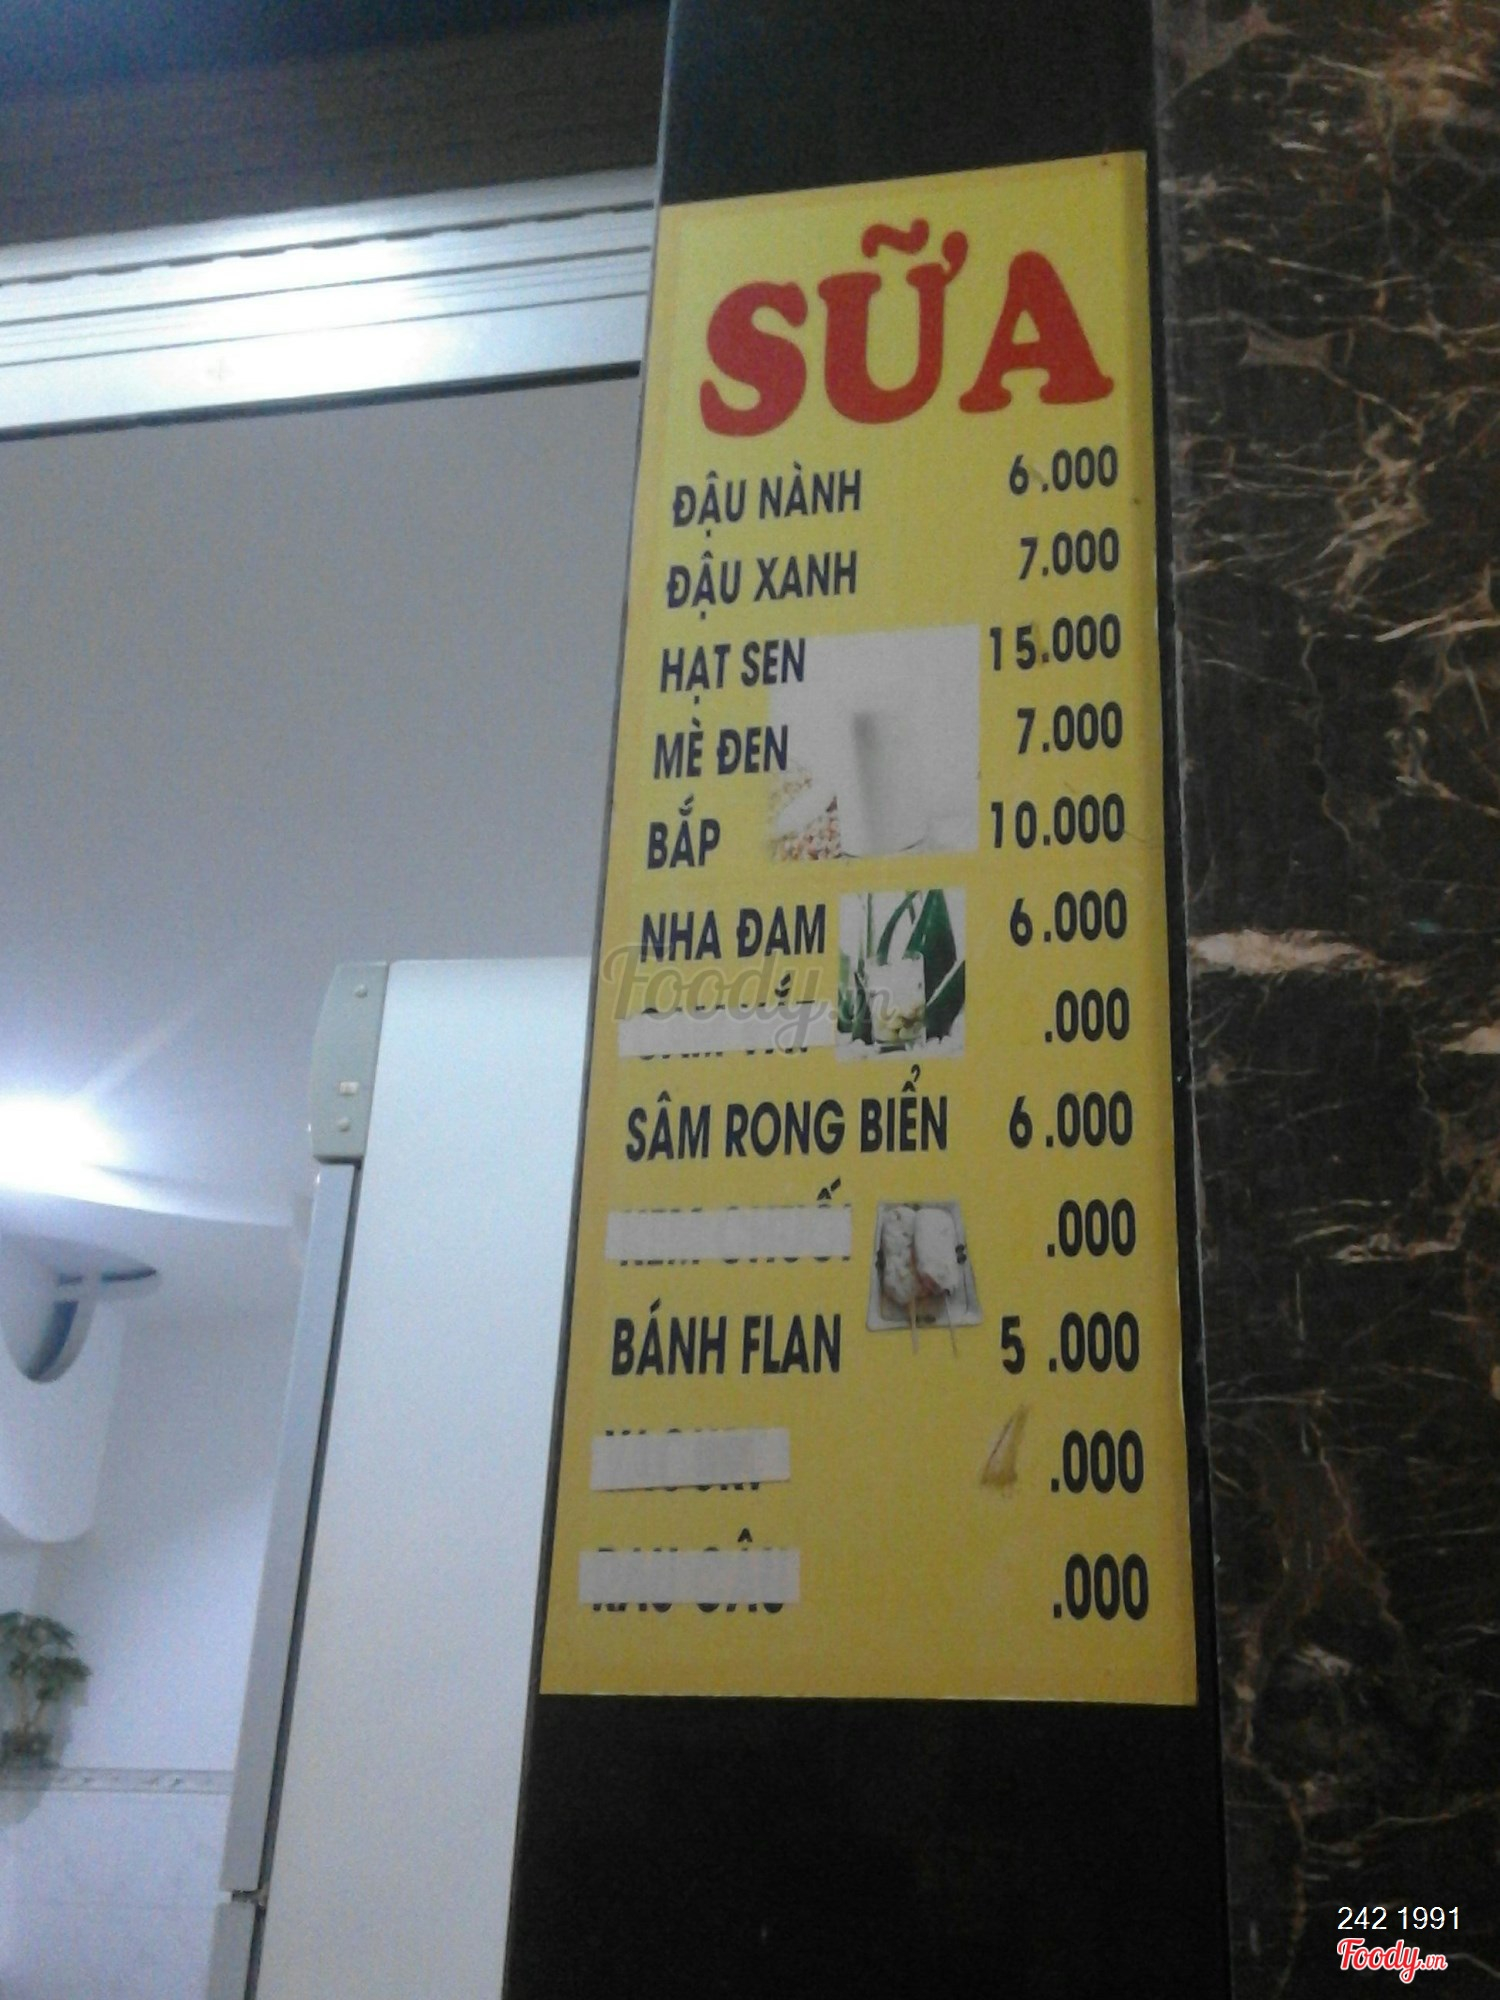 SỮA
ĐẬU NÀNH 6.000
ĐẬU XANH 7.000
HẠT SEN 15.000
MÈ ĐEN 7.000
BẮP 10.000
NHA ĐAM 6.000
.000
SÂM RONG BIỂN 6.000
.000
BÁNH FLAN 5.000
.000
.000
Foody.vn
242 1991
Foody.vn